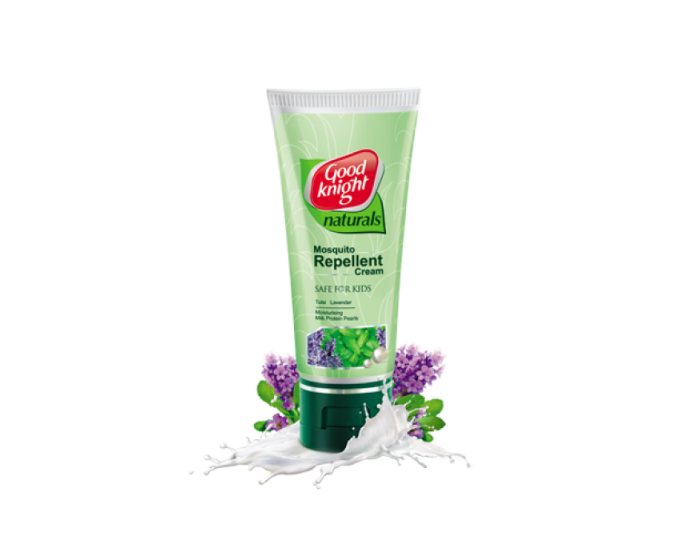 Good
knight
naturals
Mosquito
Repellent
Cream
SAFE FOR KIDS
Tulsi Lavender
Moisturising
Milk Protein Pearls